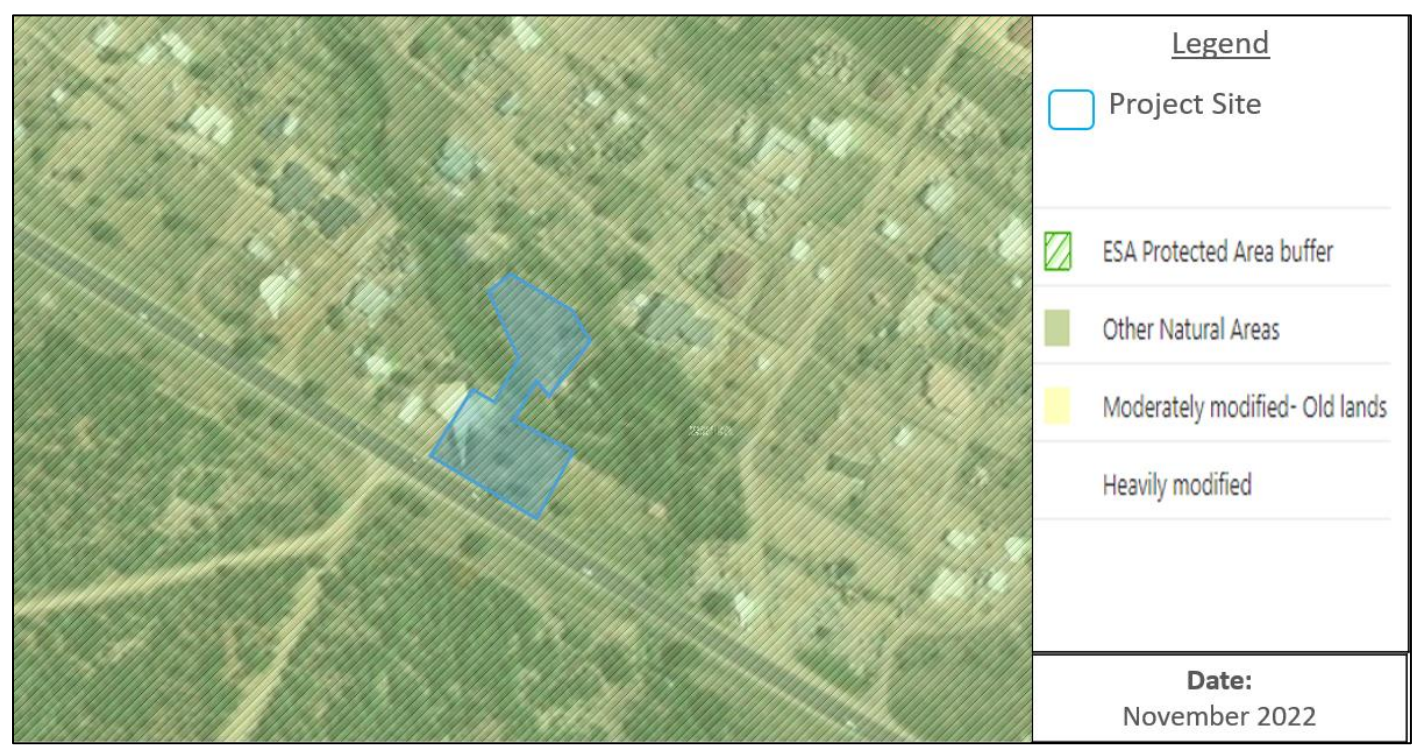 Legend
Project Site
ESA Protected Area buffer
Other Natural Areas
Moderately modified- Old lands
Heavily modified
Date:
November 2022